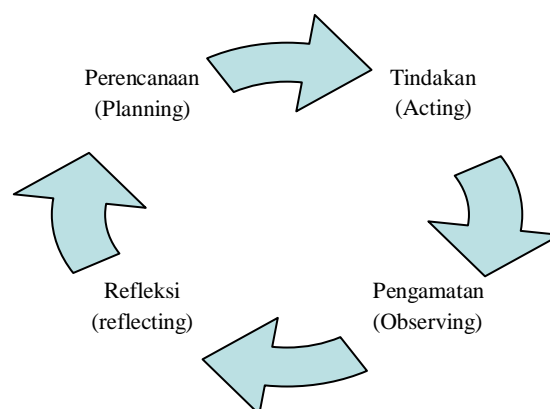 Perencanaan
(Planning)
Tindakan
(Acting)
Pengamatan
(Observing)
Refleksi
(reflecting)